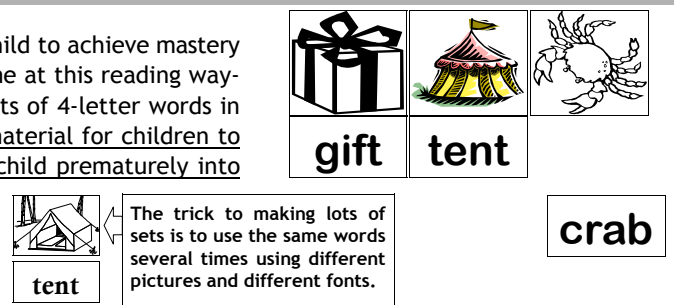 ild to achieve mastery
e at this reading way-
ts of 4-letter words in
aterial for children to
child prematurely into
gift tent
crab
tent
The trick to making lots of
sets is to use the same words
several times using different
pictures and different fonts.